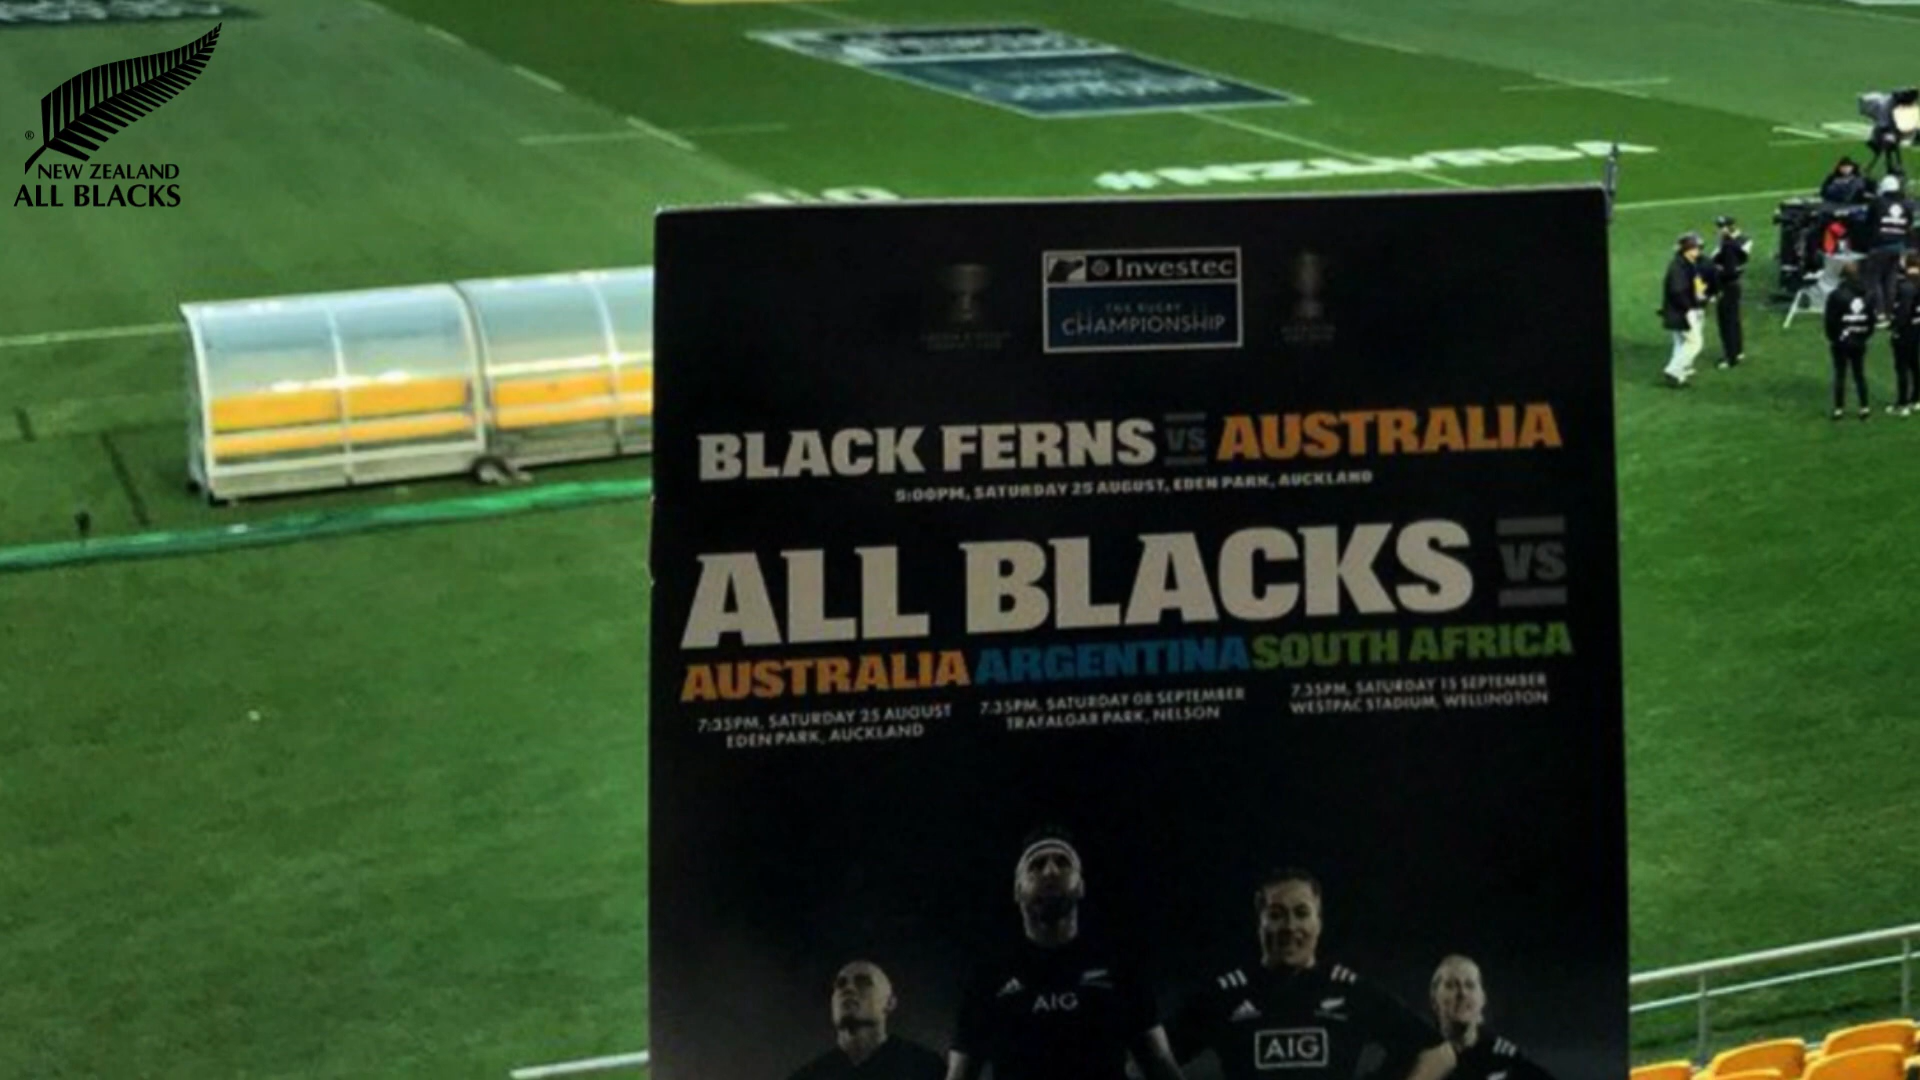 ®
NEW ZEALAND
ALL BLACKS
#NZLvRSA
Investec
THE RUGBY
CHAMPIONSHIP
BLACK FERNS VS AUSTRALIA
5:00PM, SATURDAY 25 AUGUST, EDEN PARK, AUCKLAND
ALL BLACKS VS
AUSTRALIA ARGENTINA SOUTH AFRICA
7:35PM, SATURDAY 25 AUGUST
EDEN PARK, AUCKLAND
7.35PM, SATURDAY 08 SEPTEMBER
TRAFALGAR PARK, NELSON
7.35PM, SATURDAY 15 SEPTEMBER
WESTPAC STADIUM, WELLINGTON
AIG
AIG